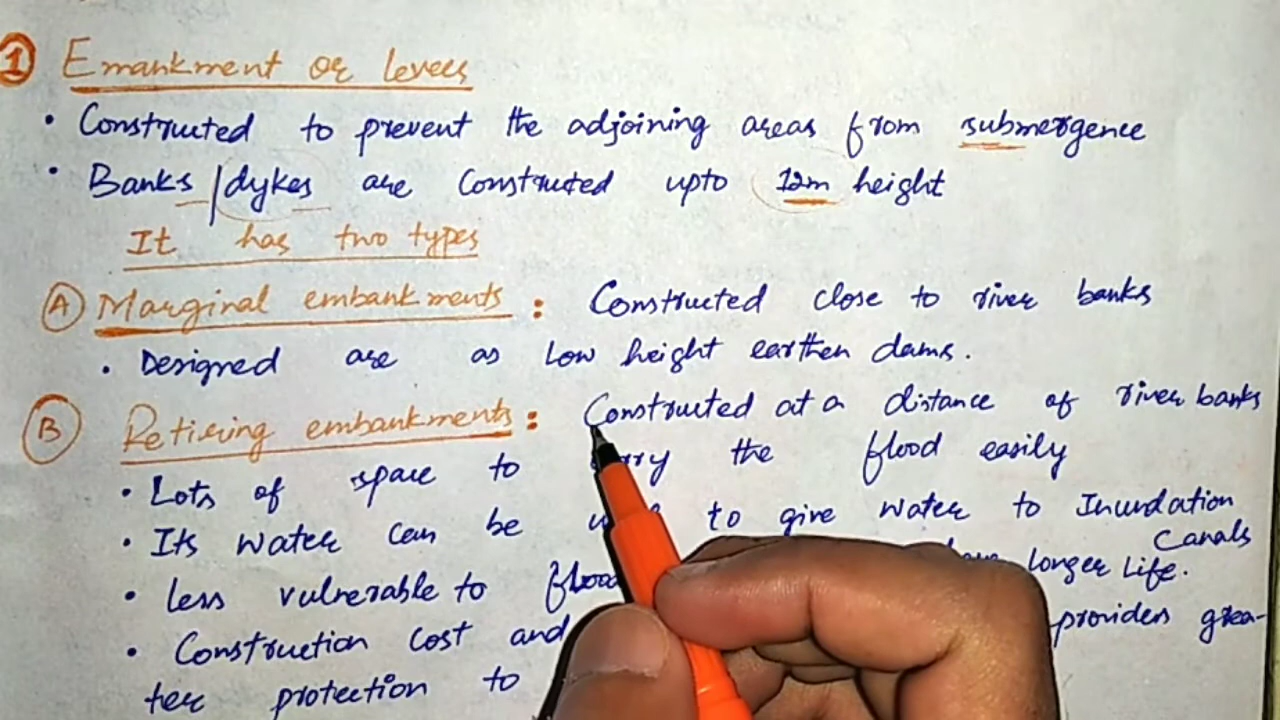 1 Emankment or levees
• Constructed to prevent the adjoining areas from submergence
• Banks / dykes are constructed upto 12m height
It has two types
A Marginal embankments : Constructed close to river banks
• Designed are as low height earthen dams.
B Retiering embankments : Constructed at a distance of river banks
• Lots of space to the flood easily
• Its water can be to give water to Inundation Canals
• less vulnerable to longer life.
• Construction cost and provides grea-
ter protection to